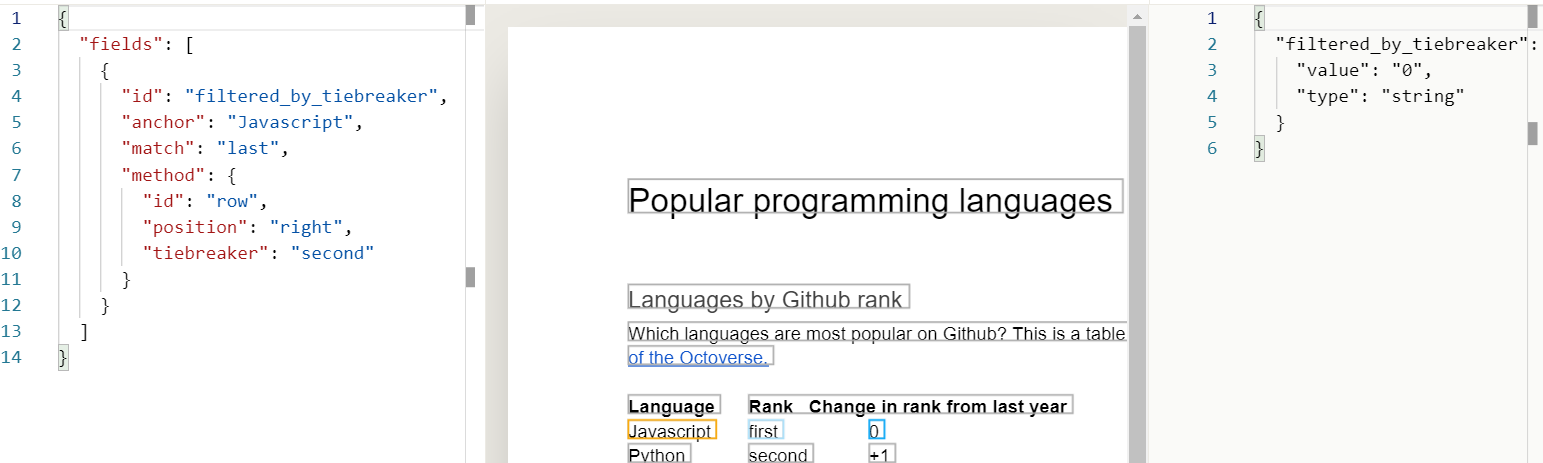 1 {
2 "fields": [
3 {
4 "id": "filtered_by_tiebreaker",
5 "anchor": "Javascript",
6 "match": "last",
7 "method": {
8 "id": "row",
9 "position": "right",
10 "tiebreaker": "second"
11 }
12 }
13 ]
14 }
Popular programming languages
Languages by Github rank
Which languages are most popular on Github? This is a table
of the Octoverse.
Language Rank Change in rank from last year
Javascript first 0
Python second +1
1 {
2 "filtered_by_tiebreaker":
3 "value": "0",
4 "type": "string"
5 }
6 }